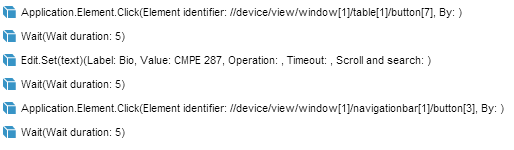 Application.Element.Click(Element identifier: //device/view/window[1]/table[1]/button[7], By: )
Wait(Wait duration: 5)
Edit.Set(text)(Label: Bio, Value: CMPE 287, Operation: , Timeout: , Scroll and search: )
Wait(Wait duration: 5)
Application.Element.Click(Element identifier: //device/view/window[1]/navigationbar[1]/button[3], By: )
Wait(Wait duration: 5)